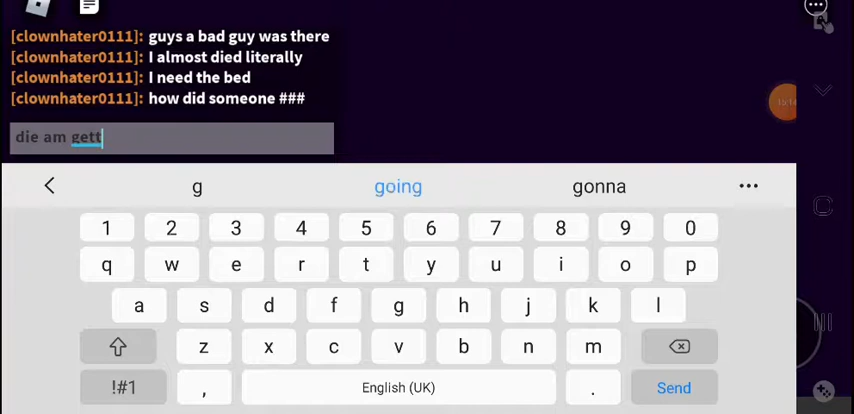 [clownhater0111]: guys a bad guy was there
[clownhater0111]: I almost died literally
[clownhater0111]: I need the bed
[clownhater0111]: how did someone ###
die am gett
g going gonna
1 2 3 4 5 6 7 8 9 0
q w e r t y u i o p
a s d f g h j k l
z x c v b n m
!#1 , English (UK) . Send